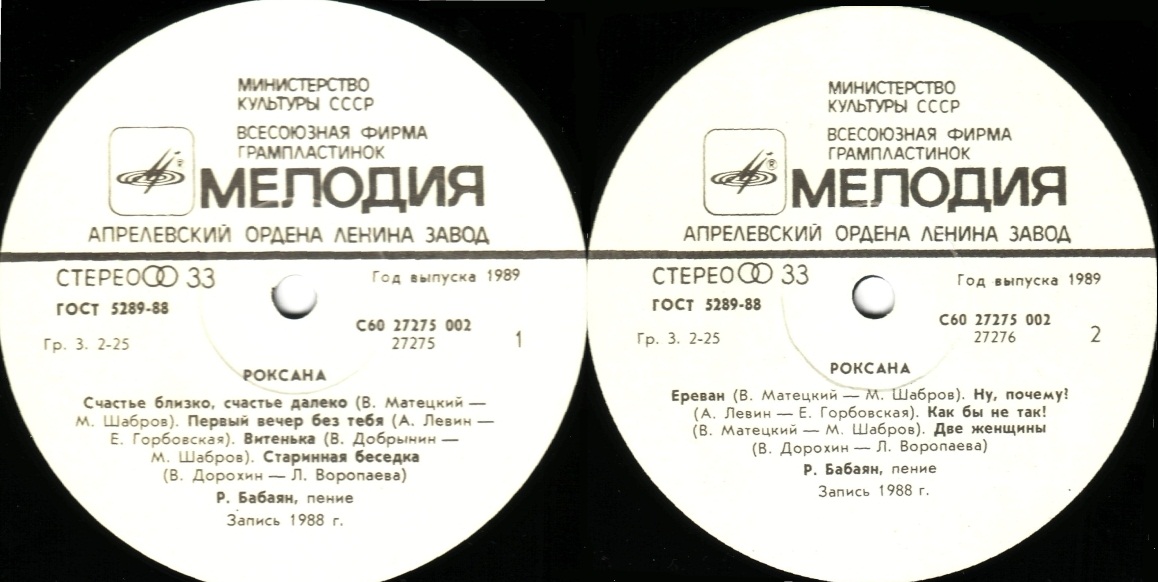 МИНИСТЕРСТВО
КУЛЬТУРЫ СССР
ВСЕСОЮЗНАЯ ФИРМА
ГРАМПЛАСТИНОК
МЕЛОДИЯ
АПРЕЛЕВСКИЙ ОРДЕНА ЛЕНИНА ЗАВОД
СТЕРЕО 33
Год выпуска 1989
ГОСТ 5289-88
С60 27275 002
Гр. 3. 2-25
27275
1
РОКСАНА
Счастье близко, счастье далеко (В. Матецкий —
М. Шабров). Первый вечер без тебя (А. Левин —
Е. Горбовская). Витенька (В. Добрынин —
М. Шабров). Старинная беседка
(В. Дорохин — Л. Воропаева)
Р. Бабаян, пение
Запись 1988 г.
МИНИСТЕРСТВО
КУЛЬТУРЫ СССР
ВСЕСОЮЗНАЯ ФИРМА
ГРАМПЛАСТИНОК
МЕЛОДИЯ
АПРЕЛЕВСКИЙ ОРДЕНА ЛЕНИНА ЗАВОД
СТЕРЕО 33
Год выпуска 1989
ГОСТ 5289-88
С60 27275 002
Гр. 3. 2-25
27276
2
РОКСАНА
Ереван (В. Матецкий — М. Шабров). Ну, почему!
(А. Левин — Е. Горбовская). Как бы не так!
(В. Матецкий — М. Шабров). Две женщины
(В. Дорохин — Л. Воропаева)
Р. Бабаян, пение
Запись 1988 г.